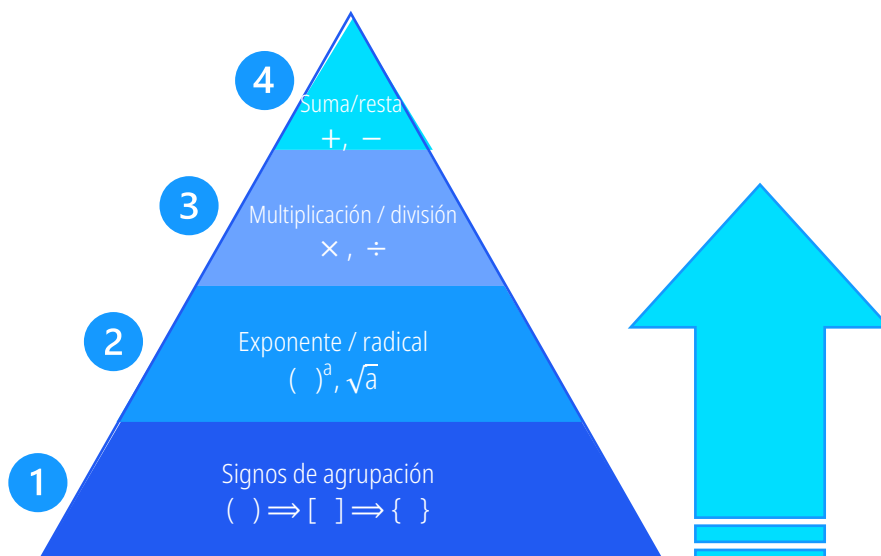 4
Suma/resta
+, −
3
Multiplicación / división
× , ÷
2
Exponente / radical
( )ᵃ, √a
1
Signos de agrupación
( ) ⟹ [ ] ⟹ { }